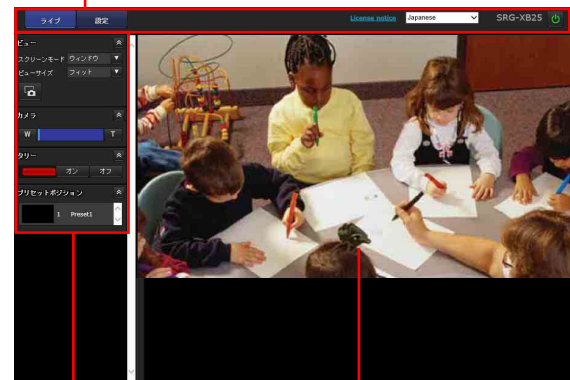 ライブ 設定 License notice Japanese SRG-XB25
ビュー
スクリーンモード ウィンドウ
ビューサイズ フィット
カメラ
W T
タリー
オン オフ
プリセットポジション
1 Preset1